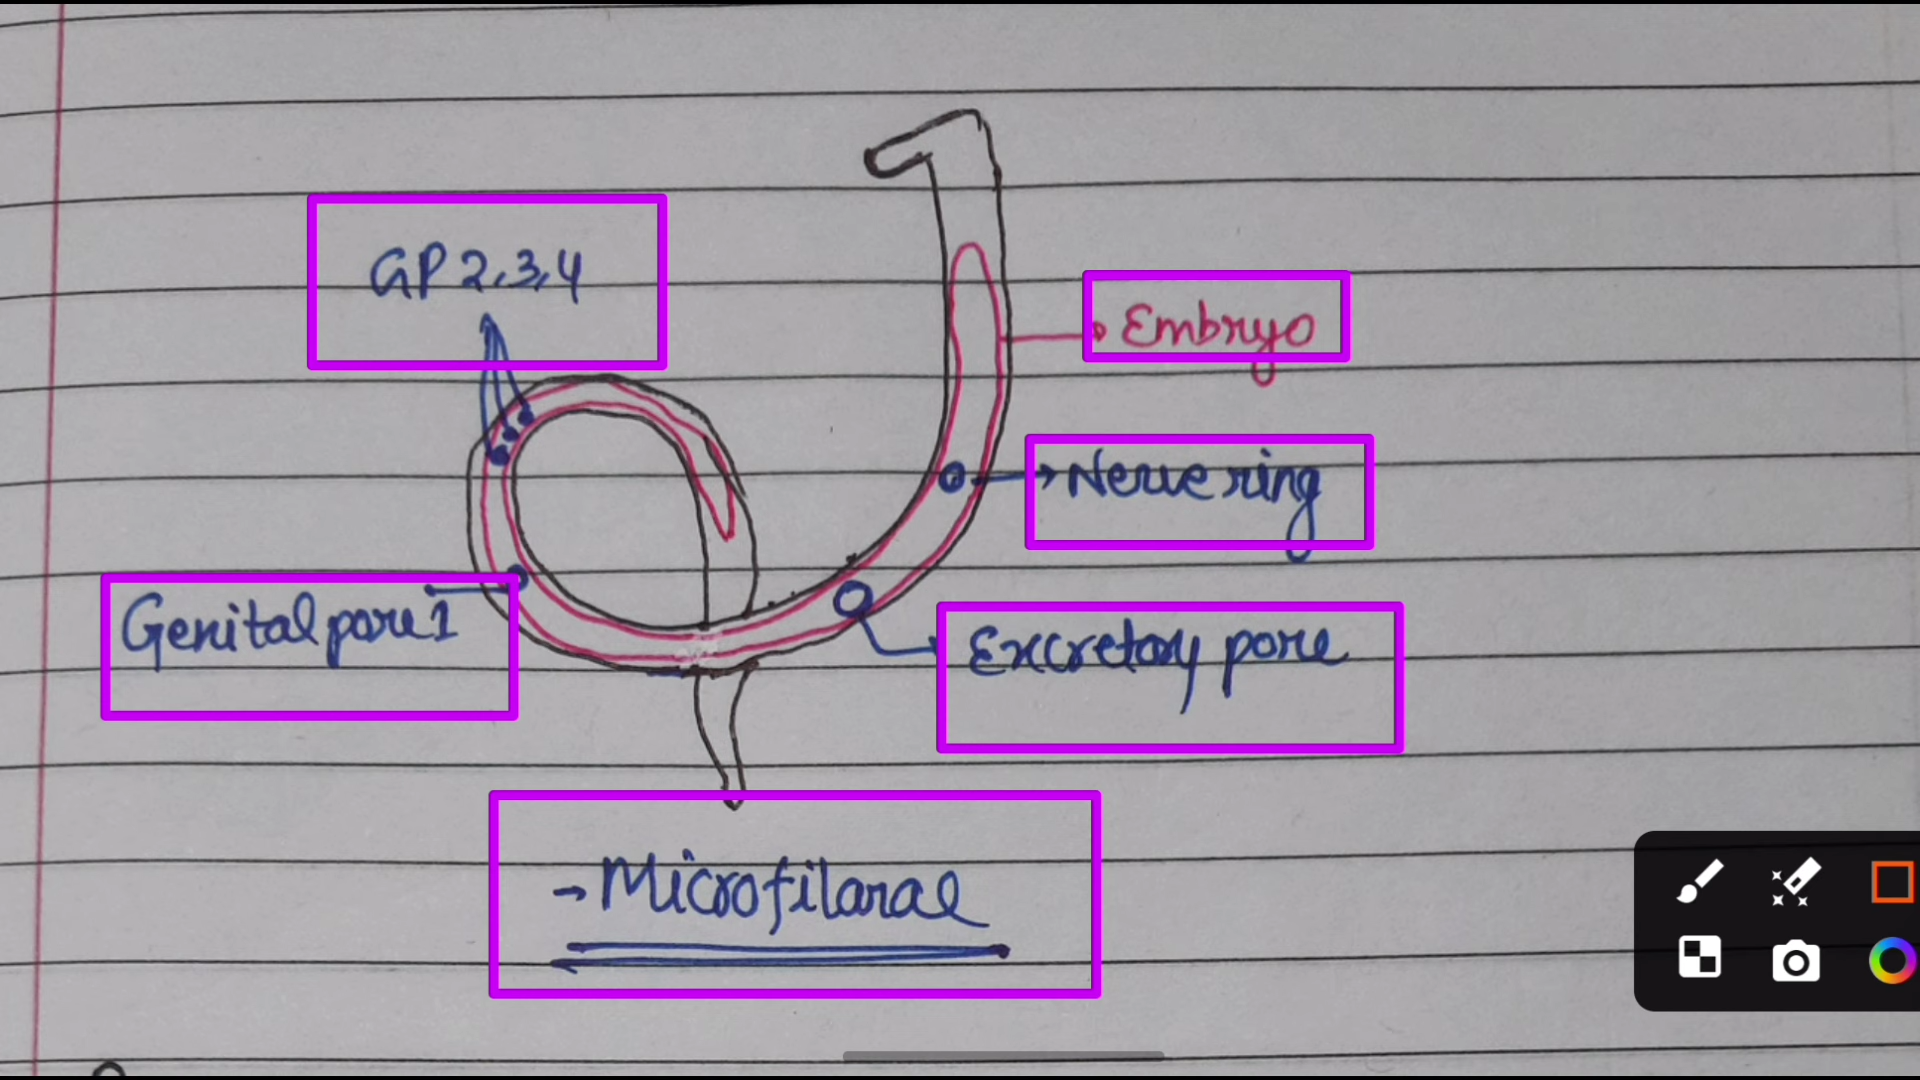 GP 2,3,4
Embryo
Nerve ring
Genital pore 1
Excretory pore
→ Microfilarae